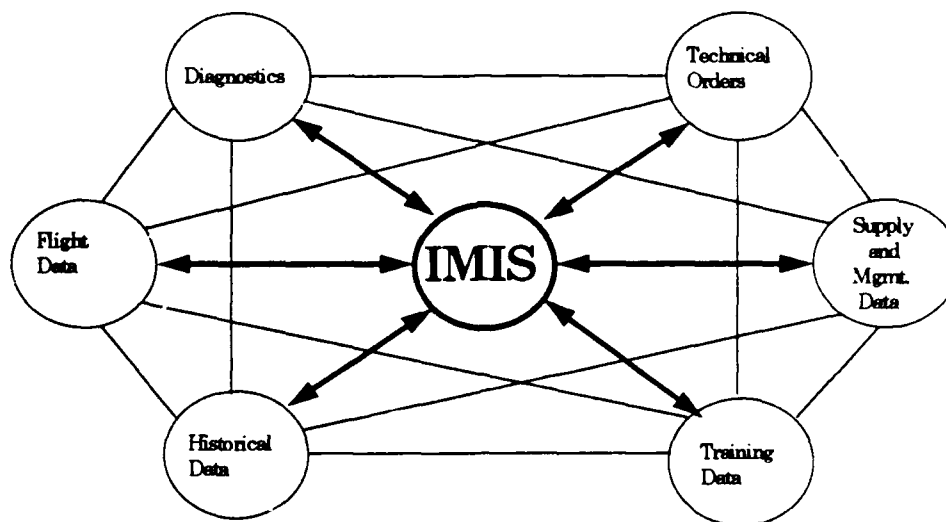 Diagnostics
Technical
Orders
Flight
Data
IMIS
Supply
and
Mgmt.
Data
Historical
Data
Training
Data